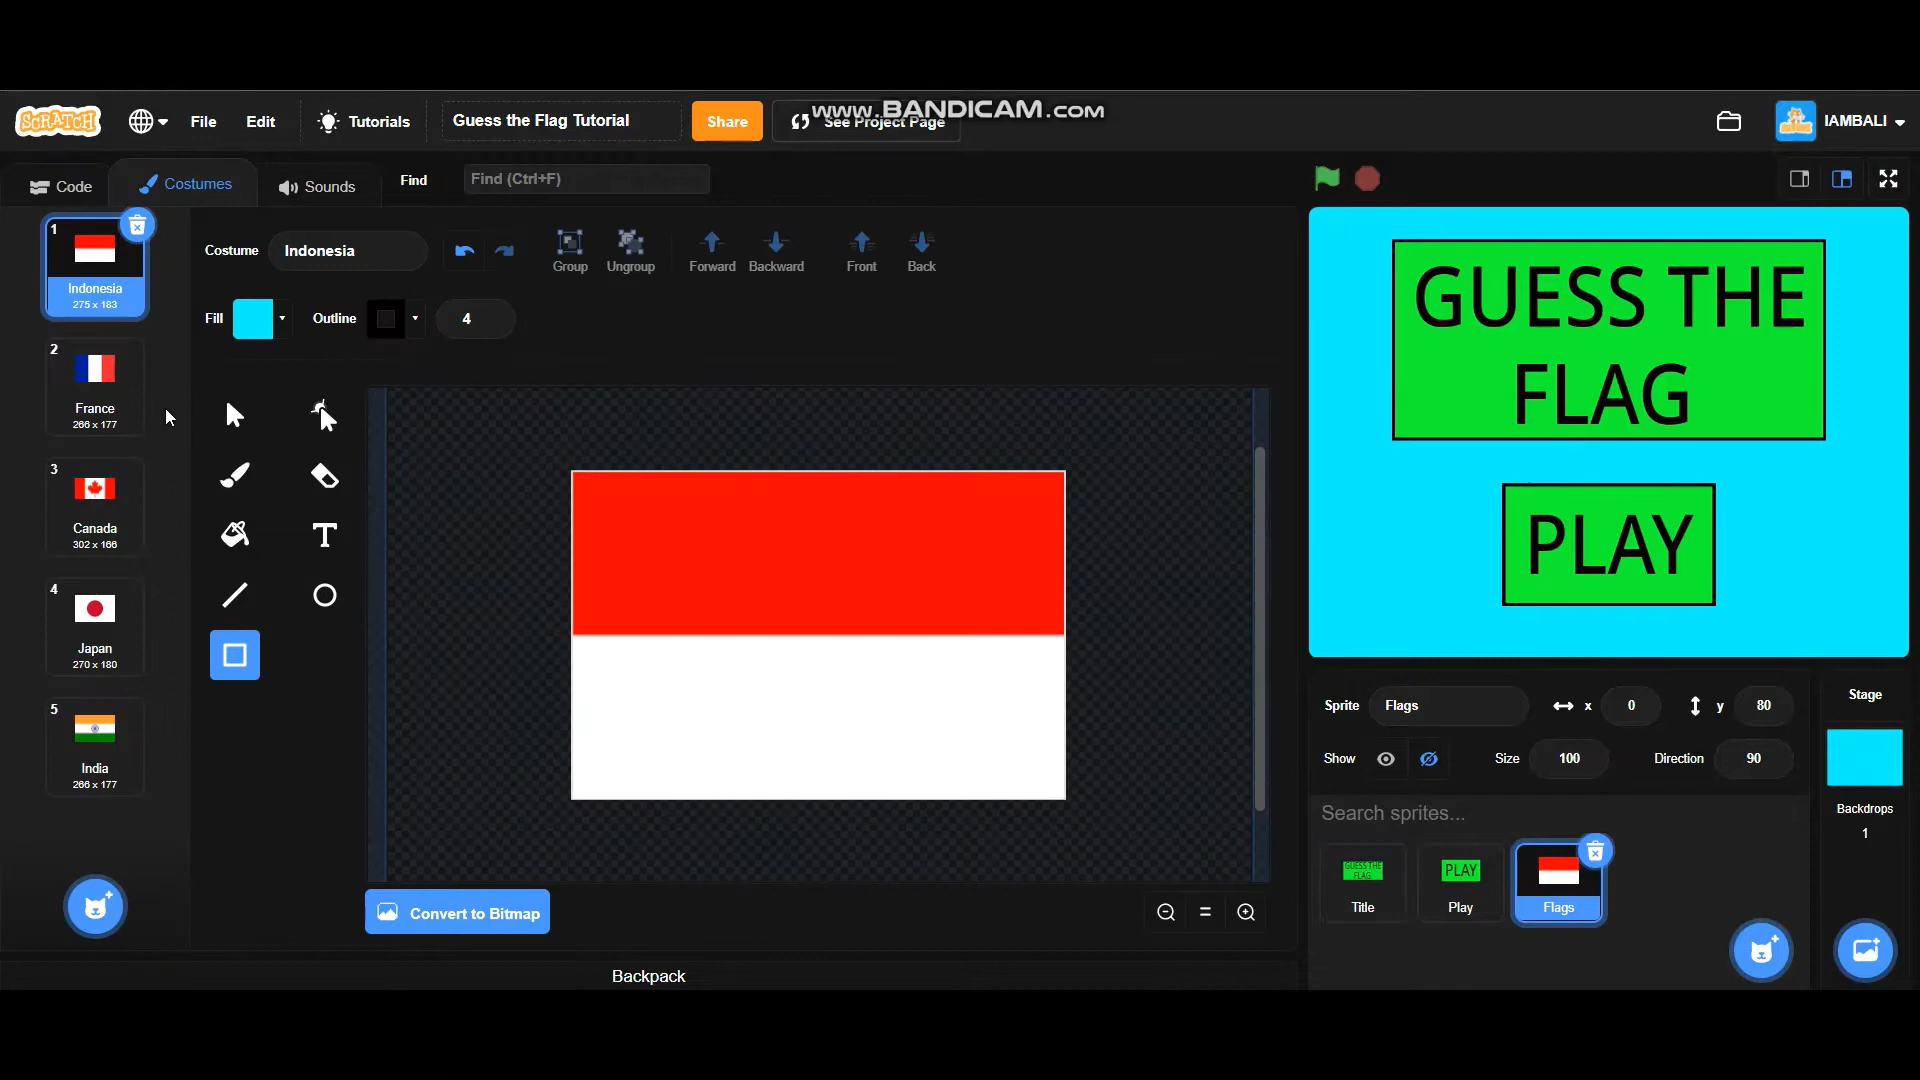 www.BANDICAM.com
SCRATCH
File
Edit
Tutorials
Guess the Flag Tutorial
Share
See Project Page
IAMBALI
Code
Costumes
Sounds
Find
Find (Ctrl+F)
1
Indonesia
275 x 183
2
France
266 x 177
3
Canada
302 x 166
4
Japan
270 x 180
5
India
266 x 177
Costume
Indonesia
Group
Ungroup
Forward
Backward
Front
Back
Fill
Outline
4
Convert to Bitmap
Backpack
GUESS THE
FLAG
PLAY
Sprite
Flags
x
0
y
80
Show
Size
100
Direction
90
Search sprites...
GUESS THE
FLAG
Title
PLAY
Play
Flags
Stage
Backdrops
1